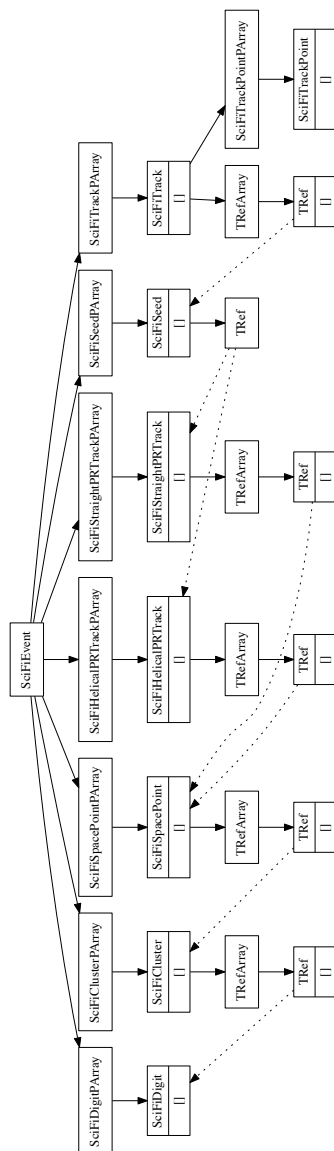 SciFiEvent
SciFiDigitPArray
SciFiClusterPArray
SciFiSpacePointPArray
SciFiHelicalPRTrackPArray
SciFiStraightPRTrackPArray
SciFiSeedPArray
SciFiTrackPArray
SciFiDigit
[]
SciFiCluster
[]
SciFiSpacePoint
[]
SciFiHelicalPRTrack
[]
SciFiStraightPRTrack
[]
SciFiSeed
[]
SciFiTrack
[]
TRefArray
TRefArray
TRefArray
TRefArray
TRef
TRefArray
SciFiTrackPointPArray
TRef
[]
TRef
[]
TRef
[]
TRef
[]
TRef
[]
SciFiTrackPoint
[]